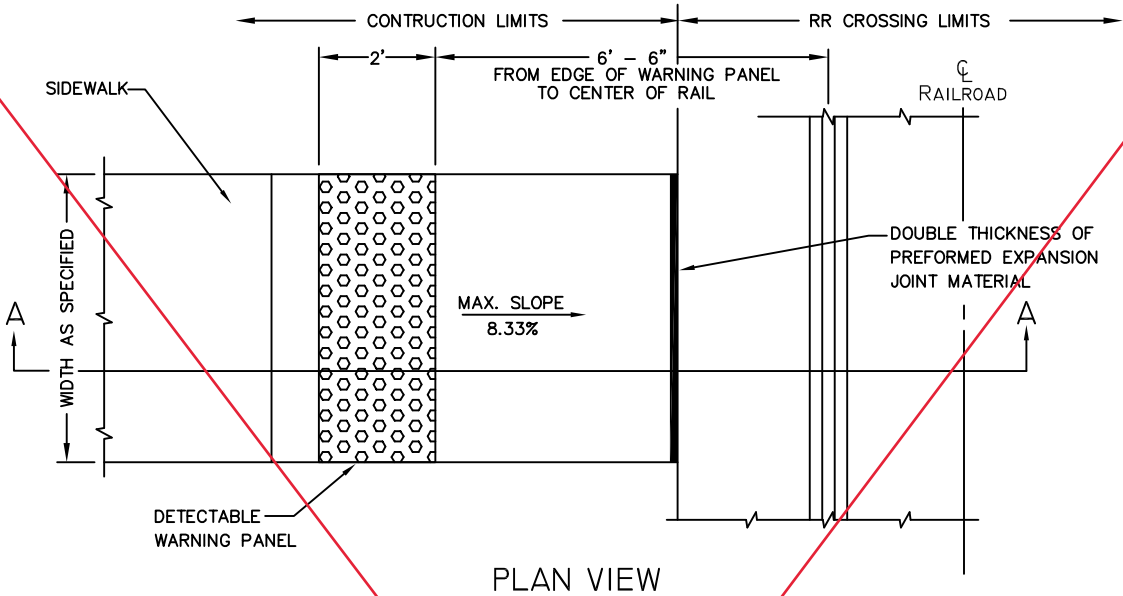 CONTRUCTION LIMITS
RR CROSSING LIMITS
2'
6' - 6"
FROM EDGE OF WARNING PANEL
TO CENTER OF RAIL
℄
RAILROAD
SIDEWALK
WIDTH AS SPECIFIED
DOUBLE THICKNESS OF
PREFORMED EXPANSION
JOINT MATERIAL
MAX. SLOPE
8.33%
A
A
DETECTABLE
WARNING PANEL
PLAN VIEW